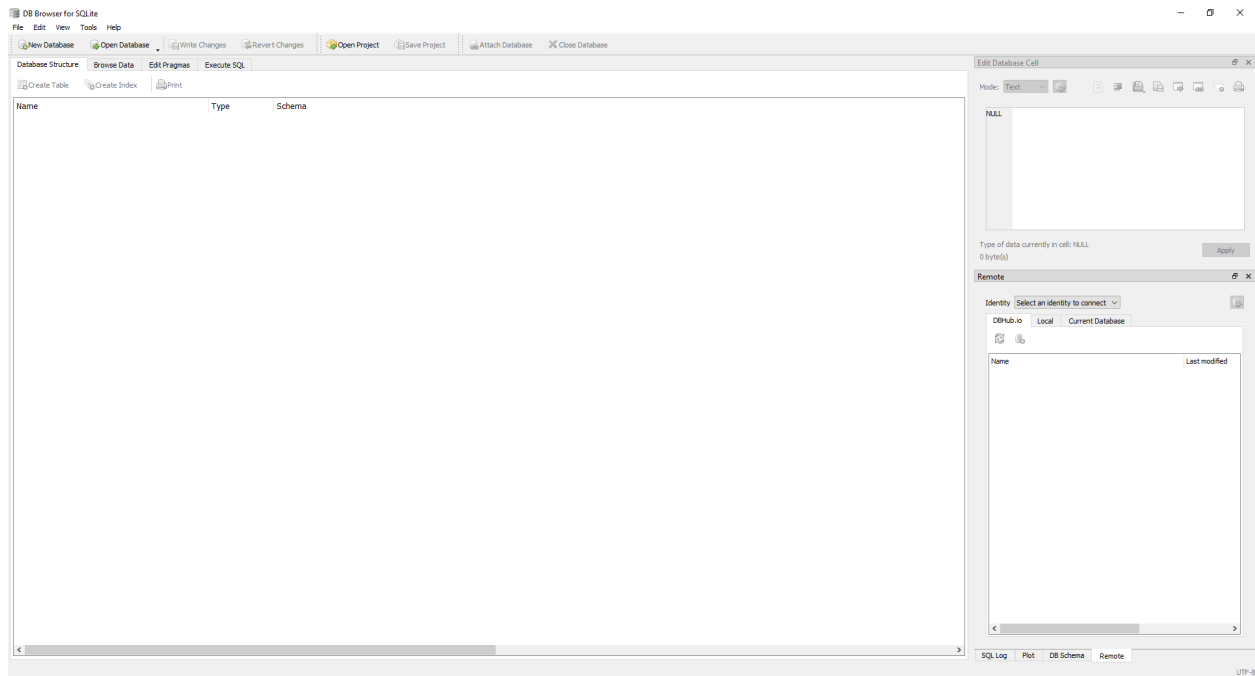 DB Browser for SQLite
File Edit View Tools Help
New Database Open Database Write Changes Revert Changes Open Project Save Project Attach Database Close Database
Database Structure Browse Data Edit Pragmas Execute SQL
Create Table Create Index Print
Name Type Schema
Edit Database Cell
Mode: Text
NULL
Type of data currently in cell: NULL
0 byte(s)
Apply
Remote
Identity Select an identity to connect
DBHub.io Local Current Database
Name Last modified
SQL Log Plot DB Schema Remote
UTF-8